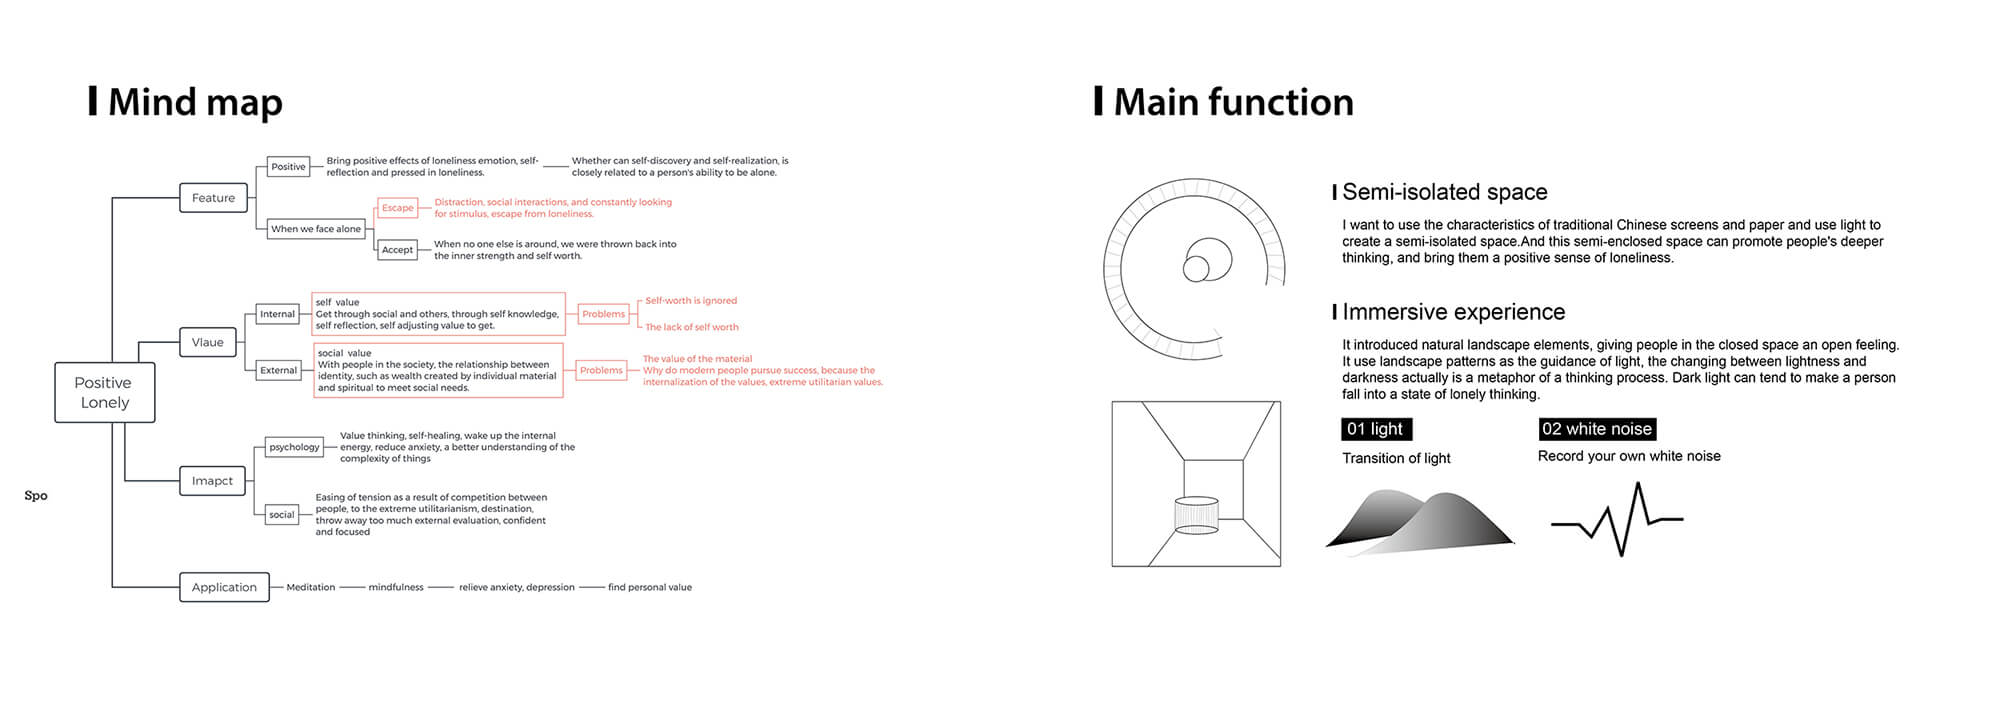 Mind map
Positive
Bring positive effects of loneliness emotion, self-
reflection and pressed in loneliness.
Whether can self-discovery and self-realization, is
closely related to a person's ability to be alone.
Feature
When we face alone
Escape
Distraction, social interactions, and constantly looking
for stimulus, escape from loneliness.
Accept
When no one else is around, we were thrown back into
the inner strength and self worth.
Vlaue
Internal
self value
Get through social and others, through self knowledge,
self reflection, self adjusting value to get.
Problems
Self-worth is ignored
The lack of self worth
External
social value
With people in the society, the relationship between
identity, such as wealth created by individual material
and spiritual to meet social needs.
Problems
The value of the material
Why do modern people pursue success, because the
internalization of the values, extreme utilitarian values.
Positive
Lonely
Imapct
psychology
Value thinking, self-healing, wake up the internal
energy, reduce anxiety, a better understanding of the
complexity of things
social
Easing of tension as a result of competition between
people, to the extreme utilitarianism, destination,
throw away too much external evaluation, confident
and focused
Spo
Application
Meditation
mindfulness
relieve anxiety, depression
find personal value
Main function
Semi-isolated space
I want to use the characteristics of traditional Chinese screens and paper and use light to
create a semi-isolated space.And this semi-enclosed space can promote people's deeper
thinking, and bring them a positive sense of loneliness.
Immersive experience
It introduced natural landscape elements, giving people in the closed space an open feeling.
It use landscape patterns as the guidance of light, the changing between lightness and
darkness actually is a metaphor of a thinking process. Dark light can tend to make a person
fall into a state of lonely thinking.
01 light
Transition of light
02 white noise
Record your own white noise